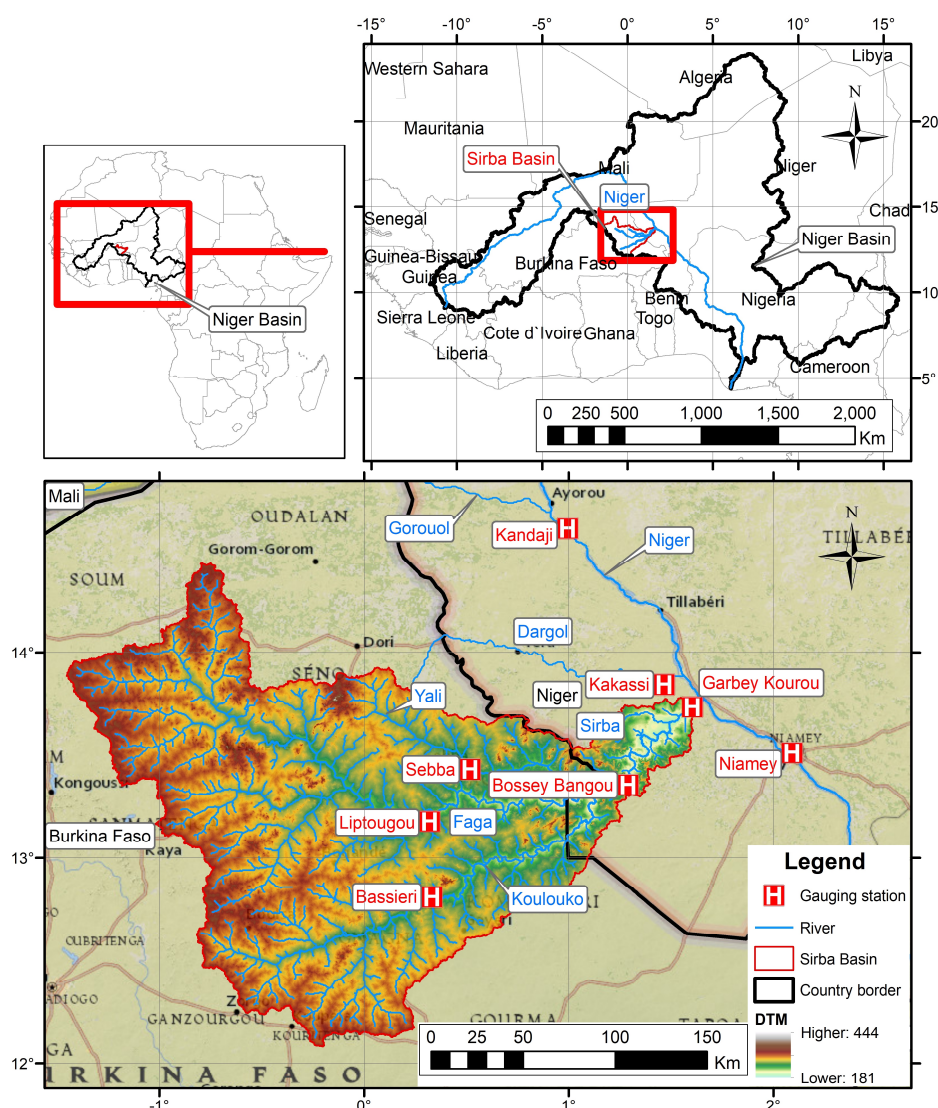 -15° -10° -5° 0° 5° 10° 15°
Libya
Western Sahara
Algeria
N
20
Mauritania
Sirba Basin
Mali
Niger
Niger
Senegal
Chad
15
Niger Basin
Guinea-Bissau
Burkina Faso
Guinea
Benin
Nigeria
10
Sierra Leone
Togo
Cote d`Ivoire
Ghana
Liberia
Cameroon
5°
Niger Basin
0 250 500 1,000 1,500 2,000
Km
Mali
Ayorou
OUDALAN
Gorouol
Kandaji
H
N
Niger
TILLABÉ
Gorom-Gorom
SOUM
Tillabéri
Dargol
14°
Dori
SÉNO
Kakassi
H
Garbey Kourou
H
Yali
Niger
Sirba
NIAMEY
Niamey
H
Sebba
H
Bossey Bangou
H
Kongoussi
Liptougou
H
Faga
Burkina Faso
Kaya
13°
Bassieri
H
Koulouko
OUBRITENGA
ADIOGO
Z
GANZOURGOU
GOURMA
GA
RKINA FASO
12°
Legend
H Gauging station
River
Sirba Basin
Country border
DTM
Higher: 444
Lower: 181
0 25 50 100 150
Km
-1° 0° 1° 2°